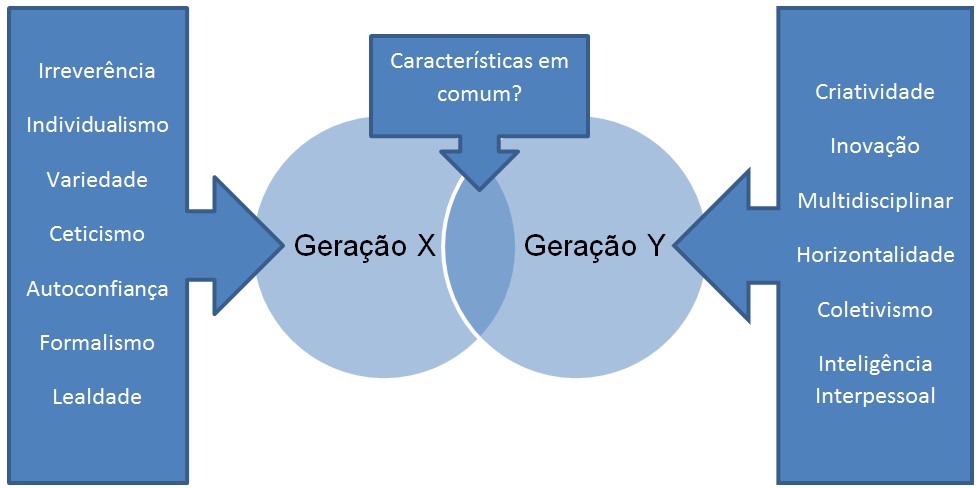 Irreverência
Individualismo
Variedade
Ceticismo
Autoconfiança
Formalismo
Lealdade
Características em
comum?
Geração X
Geração Y
Criatividade
Inovação
Multidisciplinar
Horizontalidade
Coletivismo
Inteligência
Interpessoal